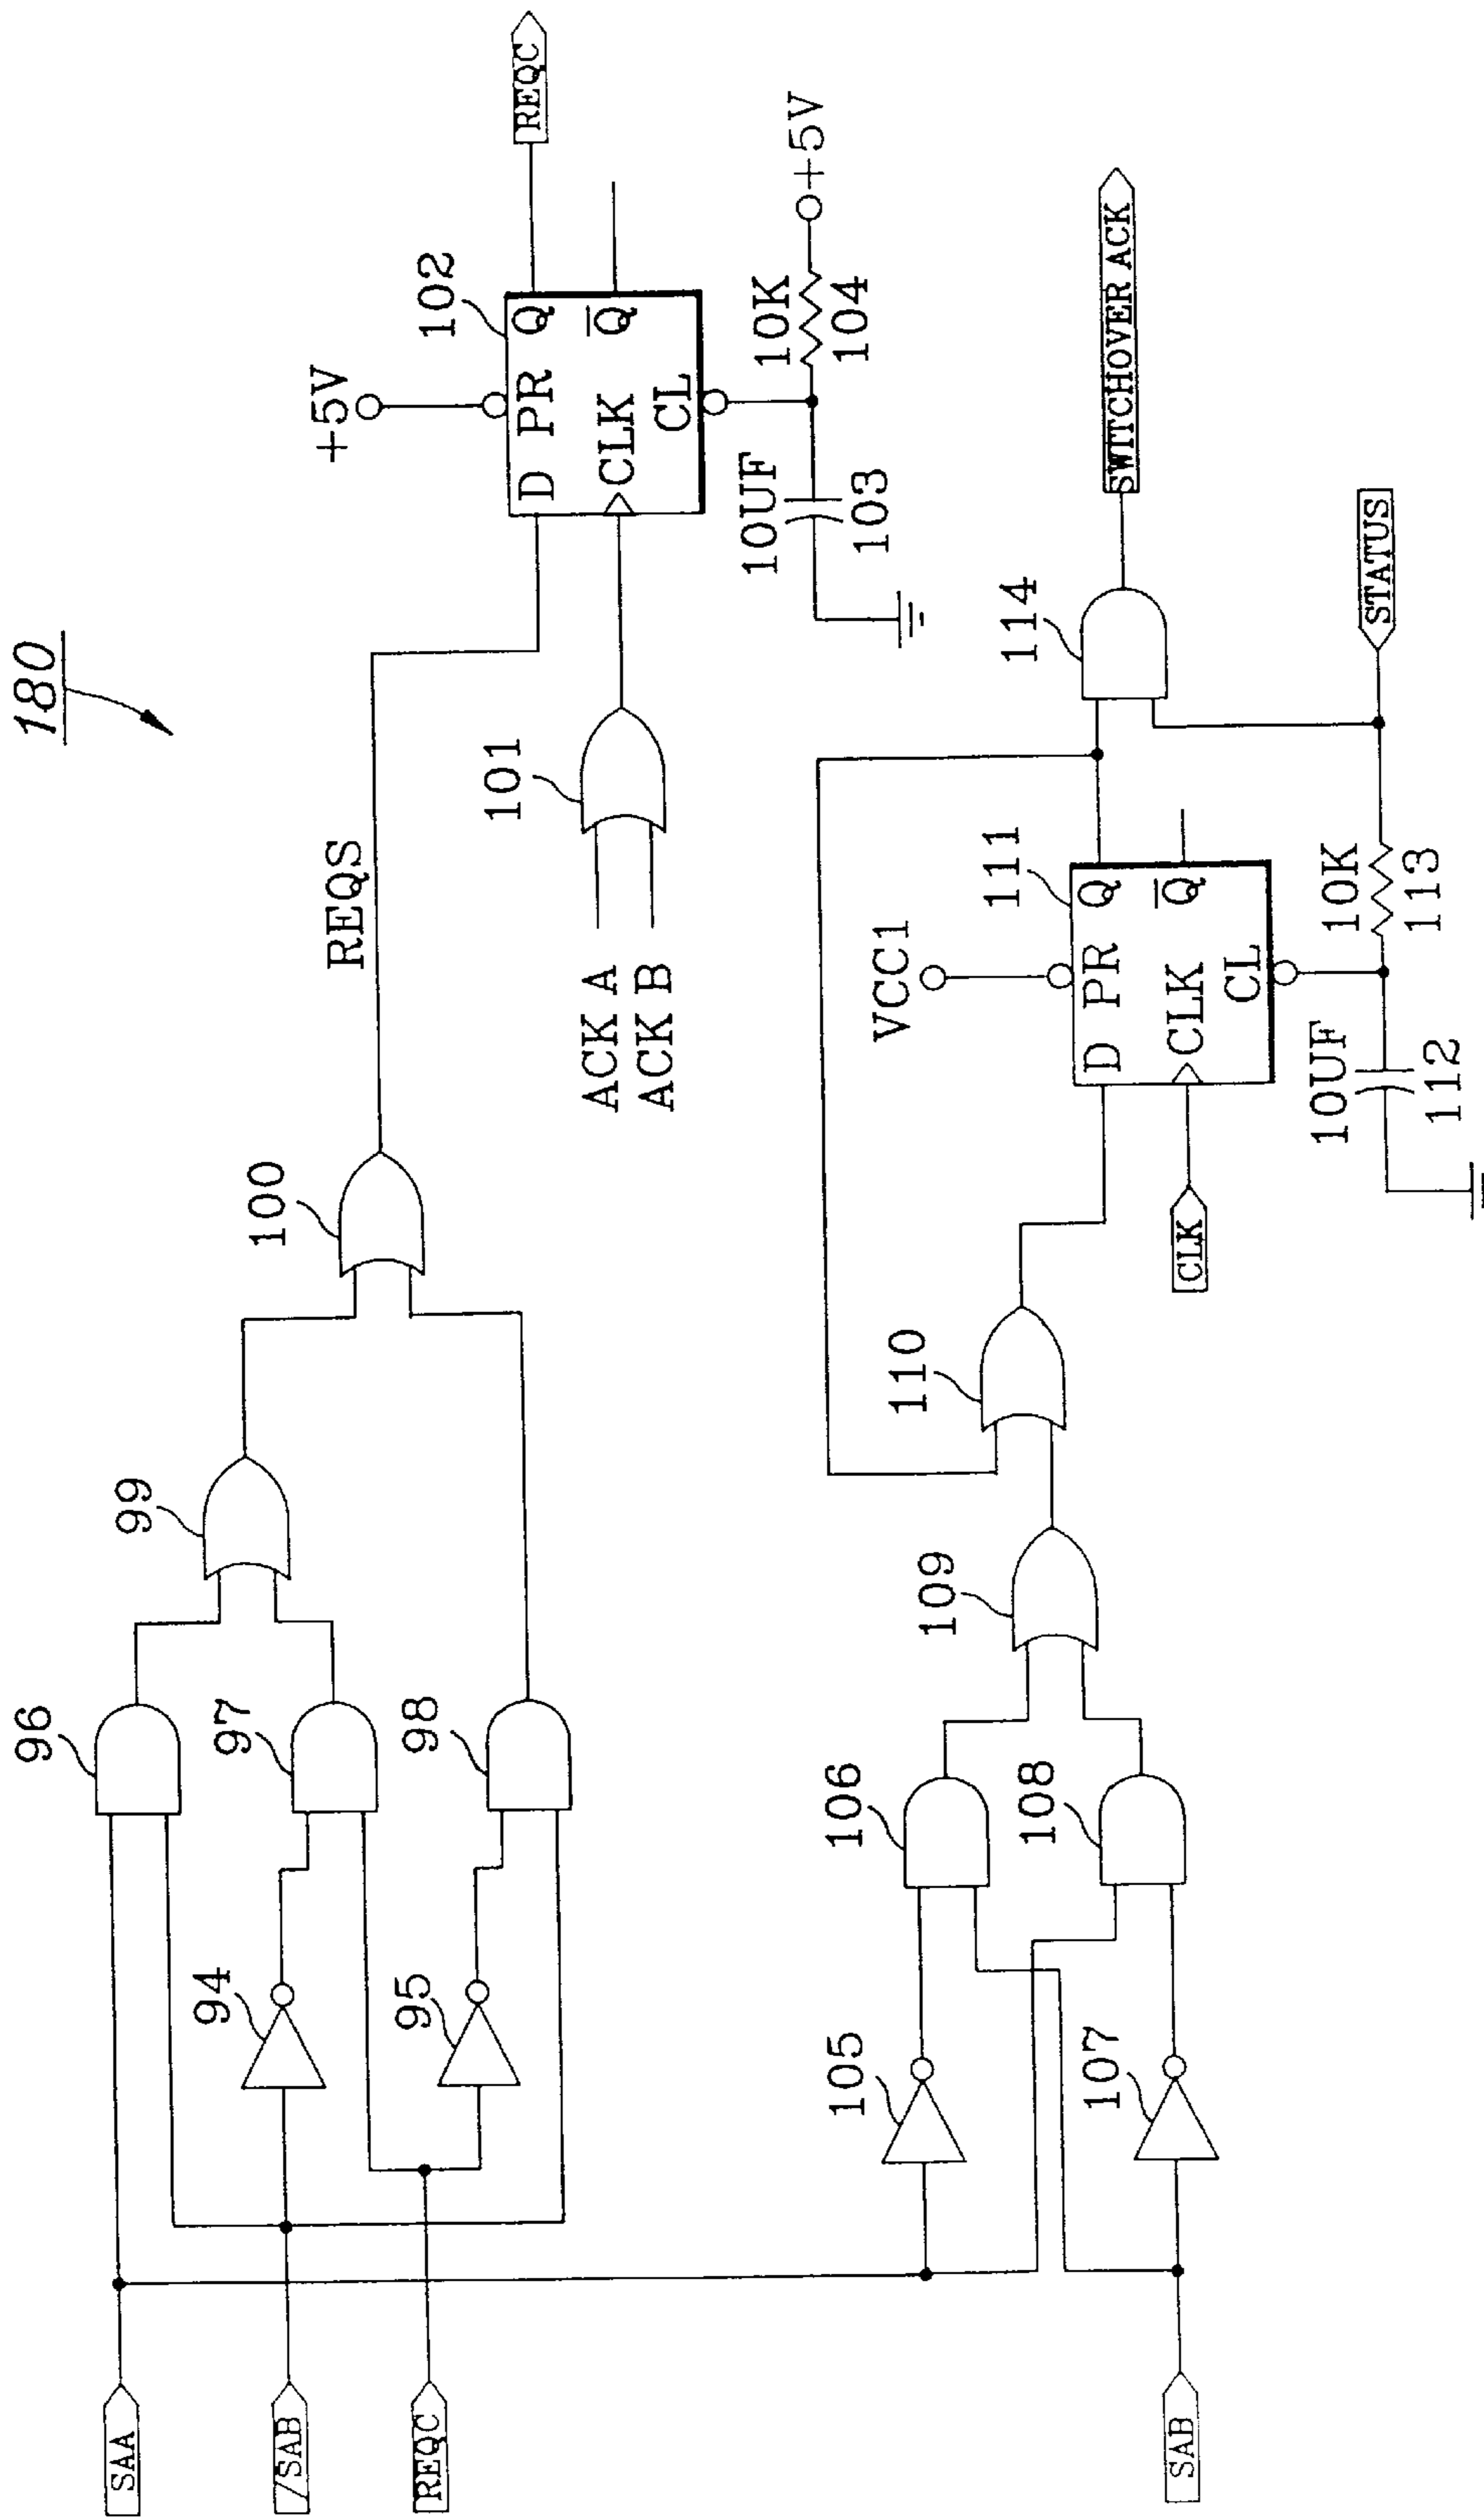 180
SAA
/SAB
REQC
96
94
97
95
98
99
100
REQS
ACK A
ACK B
101
+5V
102
D PR Q
CLK Q
CL
REQC
10UF
103
10K
104
+5V
SAB
105
106
107
108
109
110
CLK
VCC1
111
D PR Q
CLK Q
CL
10UF
112
10K
113
114
SWITCHOVER ACK
STATUS